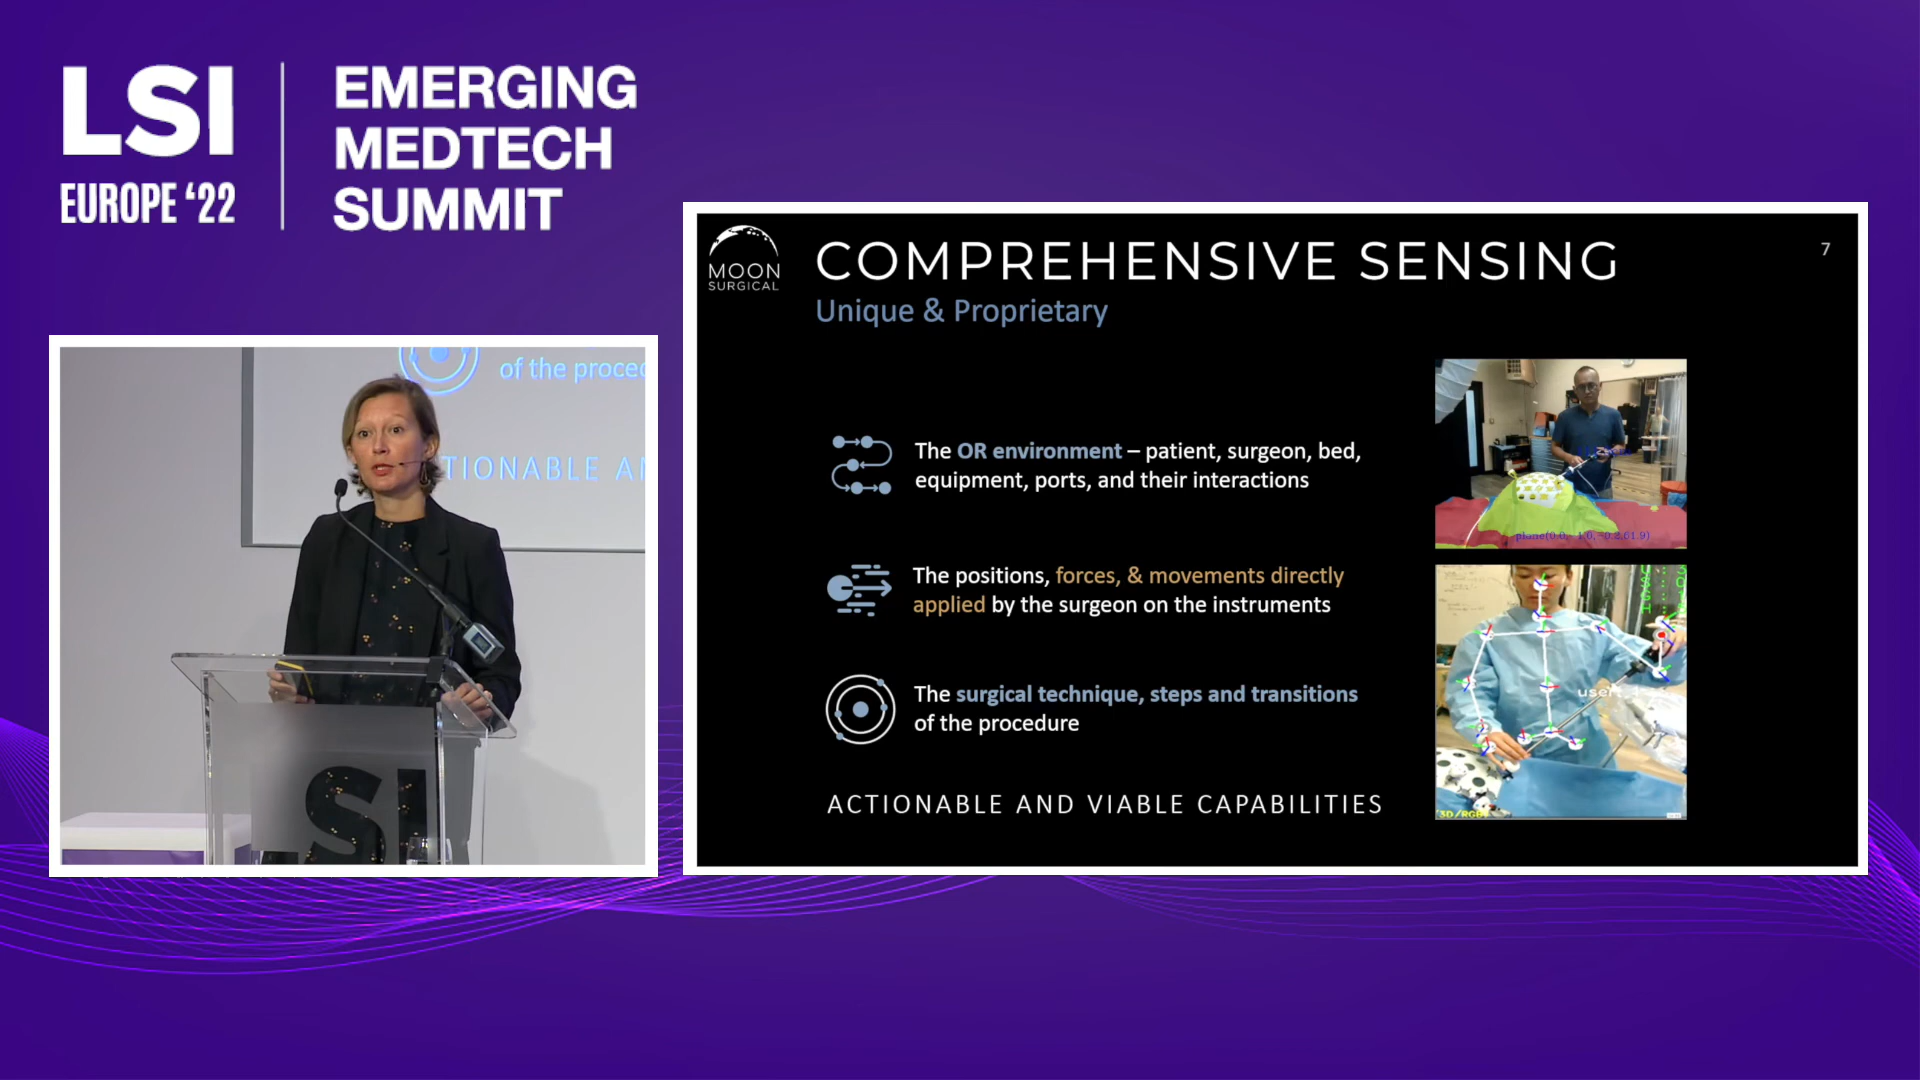 LSI
EUROPE ‘22
EMERGING
MEDTECH
SUMMIT
MOON
SURGICAL
COMPREHENSIVE SENSING
7
Unique & Proprietary
The OR environment – patient, surgeon, bed,
equipment, ports, and their interactions
The positions, forces, & movements directly
applied by the surgeon on the instruments
The surgical technique, steps and transitions
of the procedure
ACTIONABLE AND VIABLE CAPABILITIES
of the proced
TIONABLE A
LSI
3D/RGB